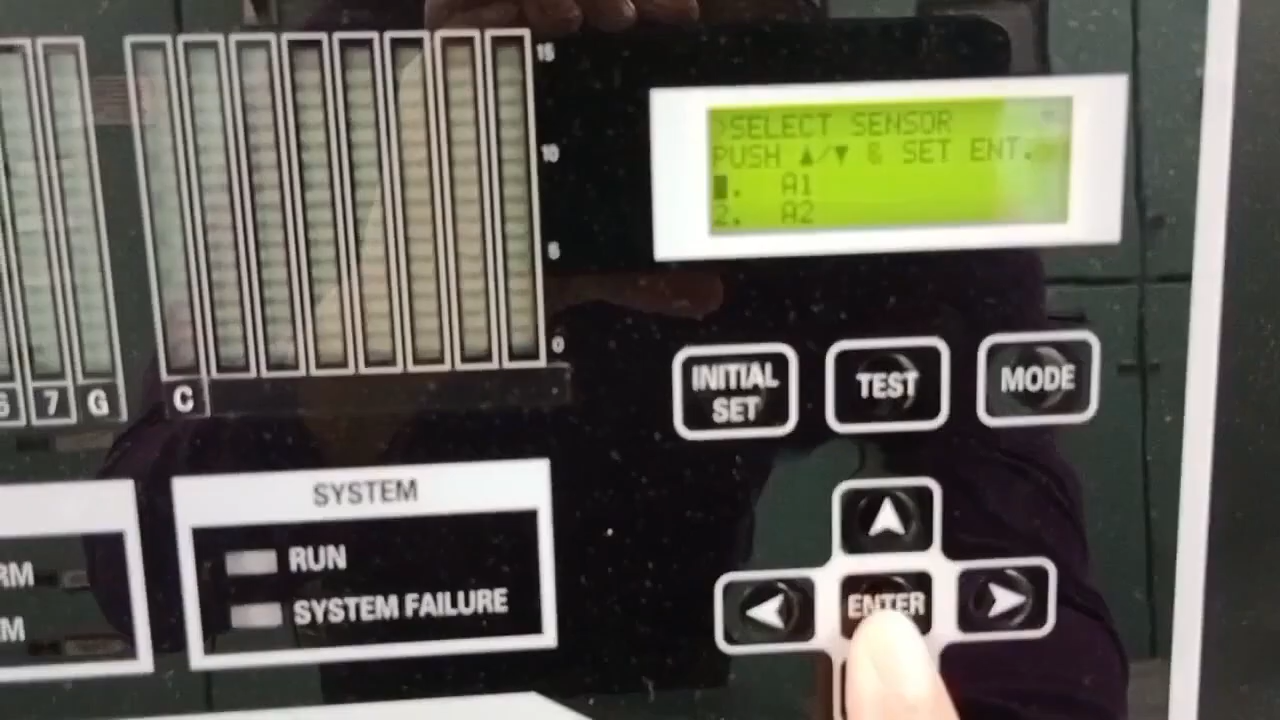 15
10
5
0
>SELECT SENSOR
PUSH ▲/▼ & SET ENT.
█. A1
2. A2
6 7 G
C
INITIAL SET
TEST
MODE
SYSTEM
RUN
SYSTEM FAILURE
RM
M
ENTER